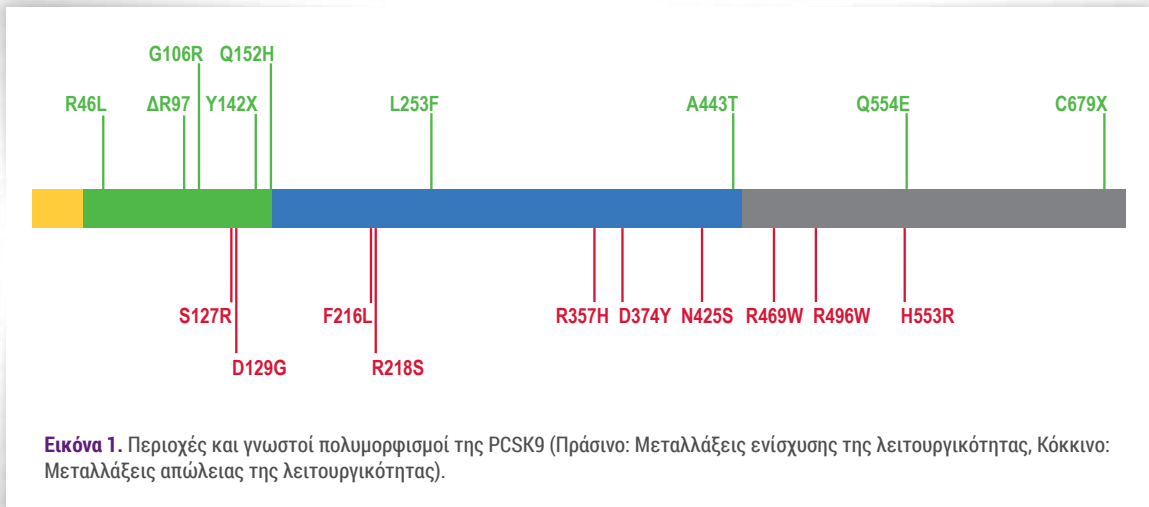 G106R Q152H
R46L ΔR97 Y142X L253F A443T Q554E C679X
S127R F216L R357H D374Y N425S R469W R496W H553R
D129G R218S
Εικόνα 1. Περιοχές και γνωστοί πολυμορφισμοί της PCSK9 (Πράσινο: Μεταλλάξεις ενίσχυσης της λειτουργικότητας, Κόκκινο:
Μεταλλάξεις απώλειας της λειτουργικότητας).